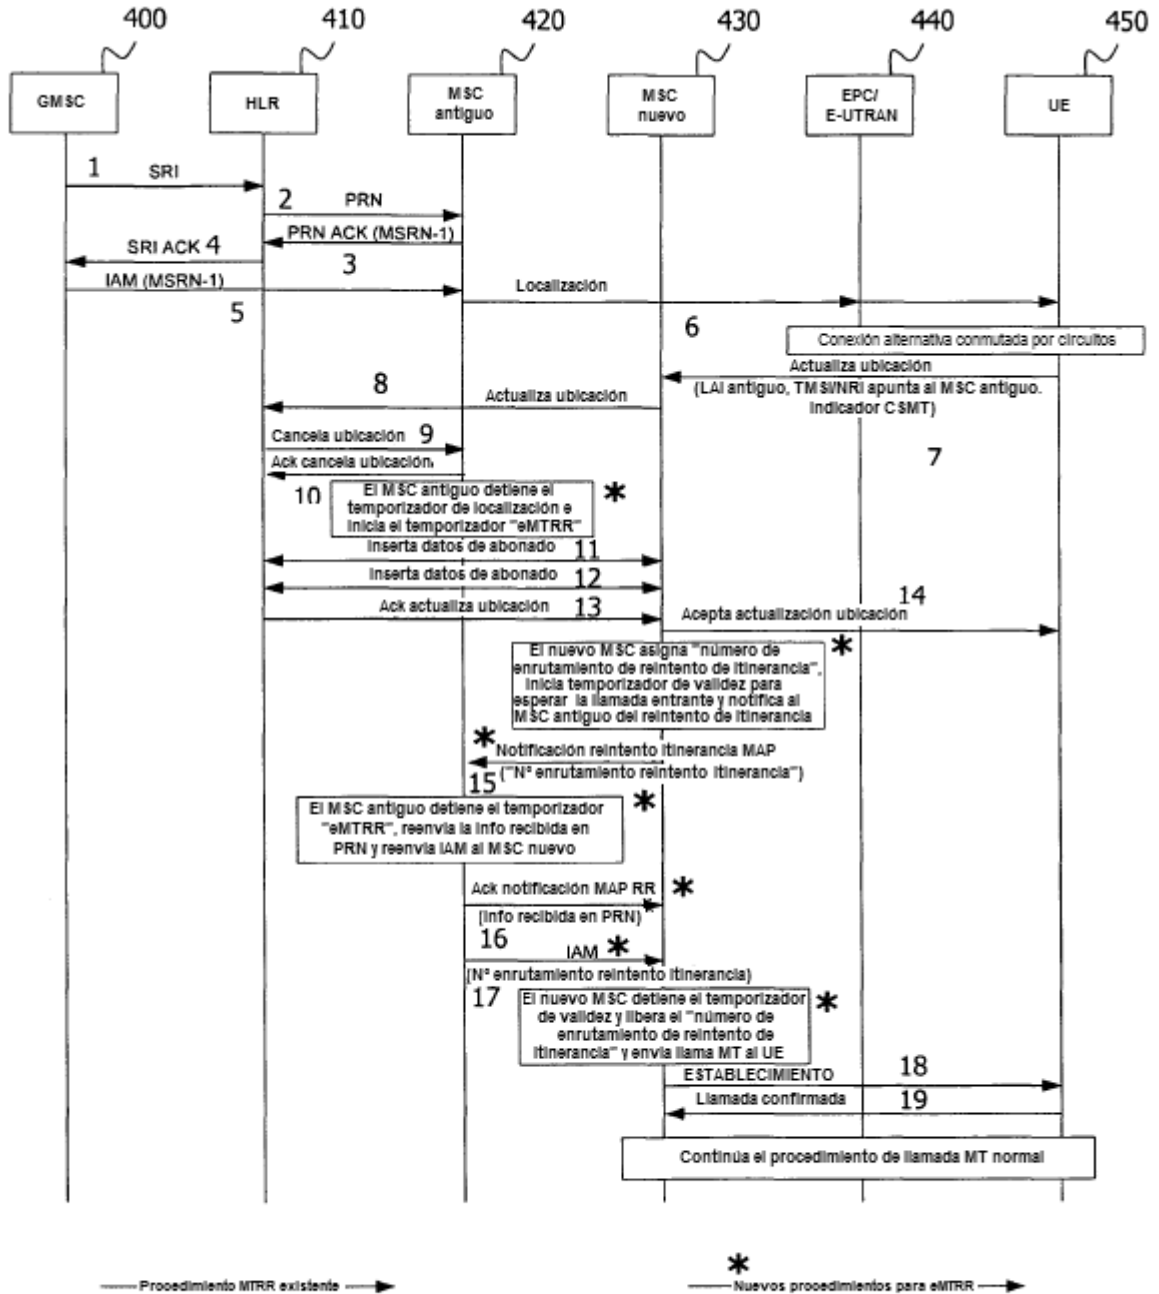 400 410 420 430 440 450
GMSC
HLR
MSC
antiguo
MSC
nuevo
EPC/
E-UTRAN
UE
1 SRI
2 PRN
PRN ACK (MSRN-1)
SRI ACK 4
3
IAM (MSRN-1)
5
Localización
6
Conexión alternativa conmutada por circuitos
Actualiza ubicación
(LAI antiguo, TMSI/NRI apunta al MSC antiguo.
Indicador CSMT)
7
8 Actualiza ubicación
Cancela ubicación 9
Ack cancela ubicación
10
El MSC antiguo detiene el *
temporizador de localización e
inicia el temporizador "eMTRR"
Inserta datos de abonado 11
Inserta datos de abonado 12
Ack actualiza ubicación 13
14
Acepta actualización ubicación
El nuevo MSC asigna "número de *
enrutamiento de reintento de itinerancia",
inicia temporizador de validez para
esperar la llamada entrante y notifica al
MSC antiguo del reintento de itinerancia
* Notificación reintento itinerancia MAP
("Nº enrutamiento reintento itinerancia")
15
El MSC antiguo detiene el temporizador *
"eMTRR", reenvia la info recibida en
PRN y reenvia IAM al MSC nuevo
Ack notificación MAP RR *
(info recibida en PRN)
16
IAM *
(Nº enrutamiento reintento itinerancia)
17
El nuevo MSC detiene el temporizador *
de validez y libera el "número de
enrutamiento de reintento de
itinerancia" y envia llama MT al UE
ESTABLECIMIENTO 18
Llamada confirmada 19
Continúa el procedimiento de llamada MT normal
*
Procedimiento MTRR existente
Nuevos procedimientos para eMTRR